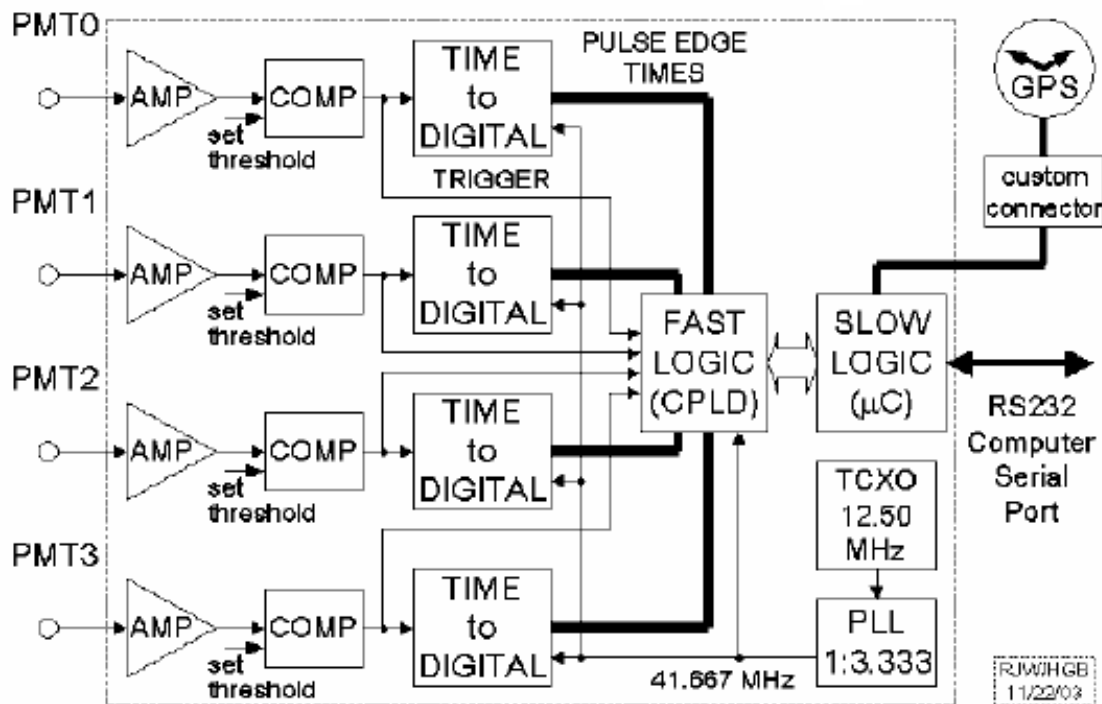 PMT0
AMP
set
threshold
COMP
TIME
to
DIGITAL
PULSE EDGE
TIMES
GPS
custom
connector
TRIGGER
PMT1
AMP
set
threshold
COMP
TIME
to
DIGITAL
FAST
LOGIC
(CPLD)
SLOW
LOGIC
(µC)
RS232
Computer
Serial
Port
PMT2
AMP
set
threshold
COMP
TIME
to
DIGITAL
TCXO
12.50
MHz
PMT3
AMP
set
threshold
COMP
TIME
to
DIGITAL
41.667 MHz
PLL
1:3.333
RJW/HGB
11/22/03